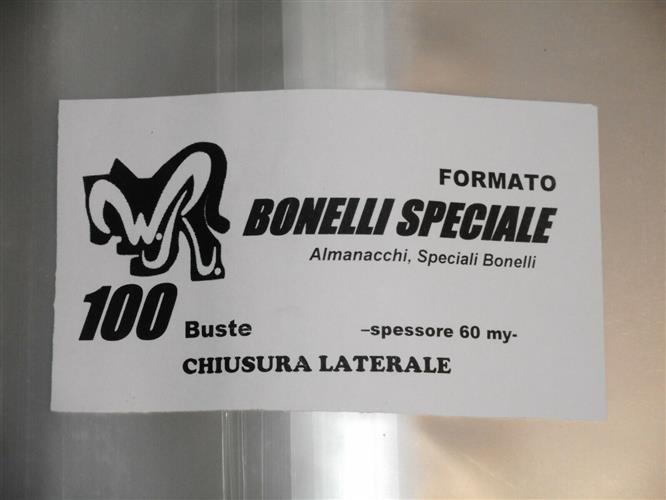 W.R.
FORMATO
BONELLI SPECIALE
Almanacchi, Speciali Bonelli
100 Buste –spessore 60 my-
CHIUSURA LATERALE